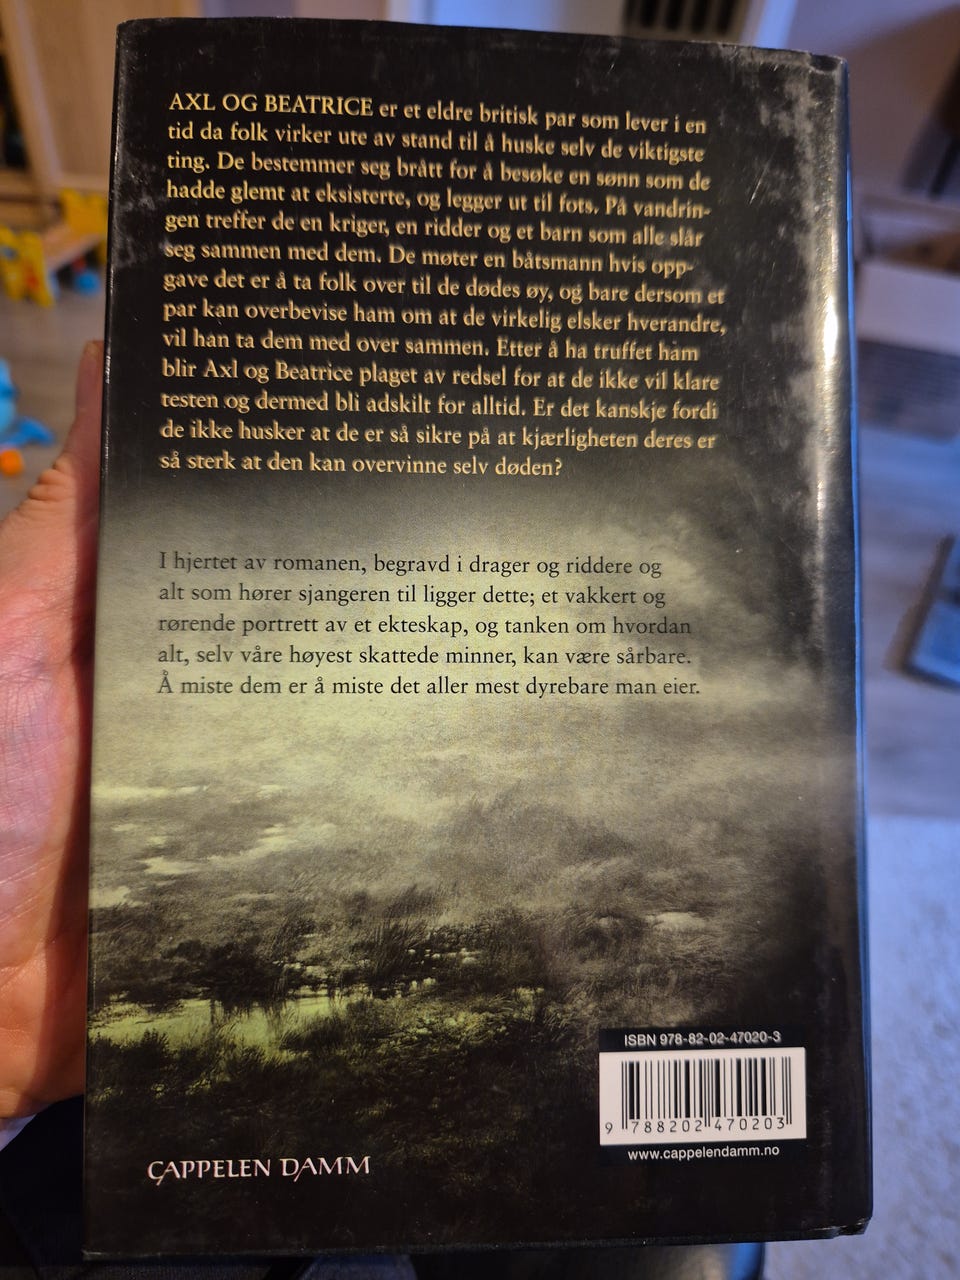 AXL OG BEATRICE er et eldre britisk par som lever i en
tid da folk virker ute av stand til å huske selv de viktigste
ting. De bestemmer seg brått for å besøke en sønn som de
hadde glemt at eksisterte, og legger ut til fots. På vandrin-
gen treffer de en kriger, en ridder og et barn som alle slår
seg sammen med dem. De møter en båtsmann hvis opp-
gave det er å ta folk over til de dødes øy, og bare dersom et
par kan overbevise ham om at de virkelig elsker hverandre,
vil han ta dem med over sammen. Etter å ha truffet ham
blir Axl og Beatrice plaget av redsel for at de ikke vil klare
testen og dermed bli adskilt for alltid. Er det kanskje fordi
de ikke husker at de er så sikre på at kjærligheten deres er
så sterk at den kan overvinne selv døden?
I hjertet av romanen, begravd i drager og riddere og
alt som hører sjangeren til ligger dette; et vakkert og
rørende portrett av et ekteskap, og tanken om hvordan
alt, selv våre høyest skattede minner, kan være sårbare.
Å miste dem er å miste det aller mest dyrebare man eier.
ISBN 978-82-02-47020-3
9 788202 470203
www.cappelendamm.no
CAPPELEN DAMM